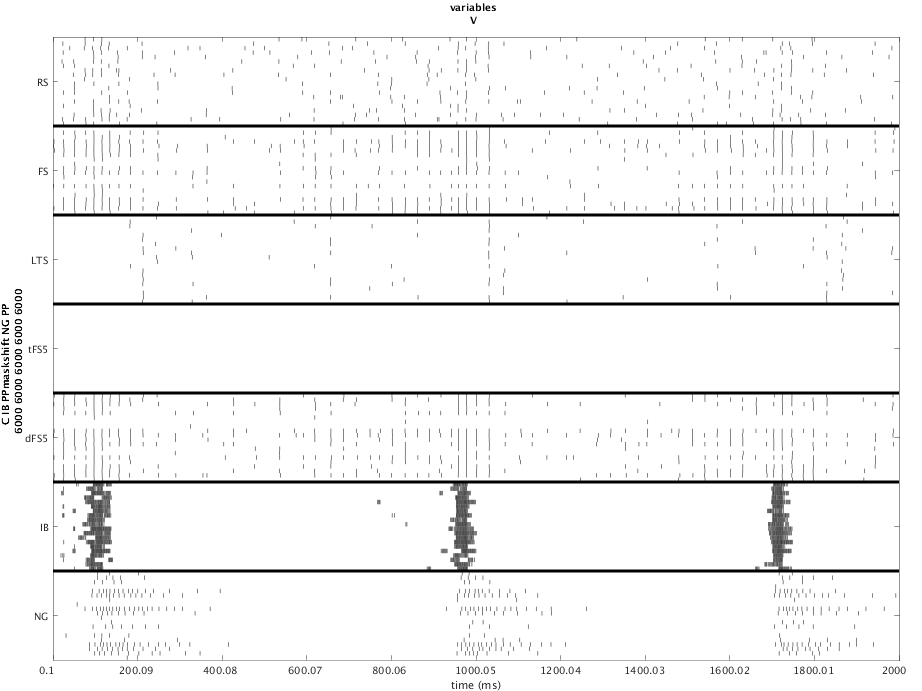 variables
V
RS
FS
LTS
tFS5
dFS5
IB
NG
C IB PPmaskshift NG PP
6000 6000 6000 6000 6000
0.1 200.09 400.08 600.07 800.06 1000.05 1200.04 1400.03 1600.02 1800.01 2000
time (ms)